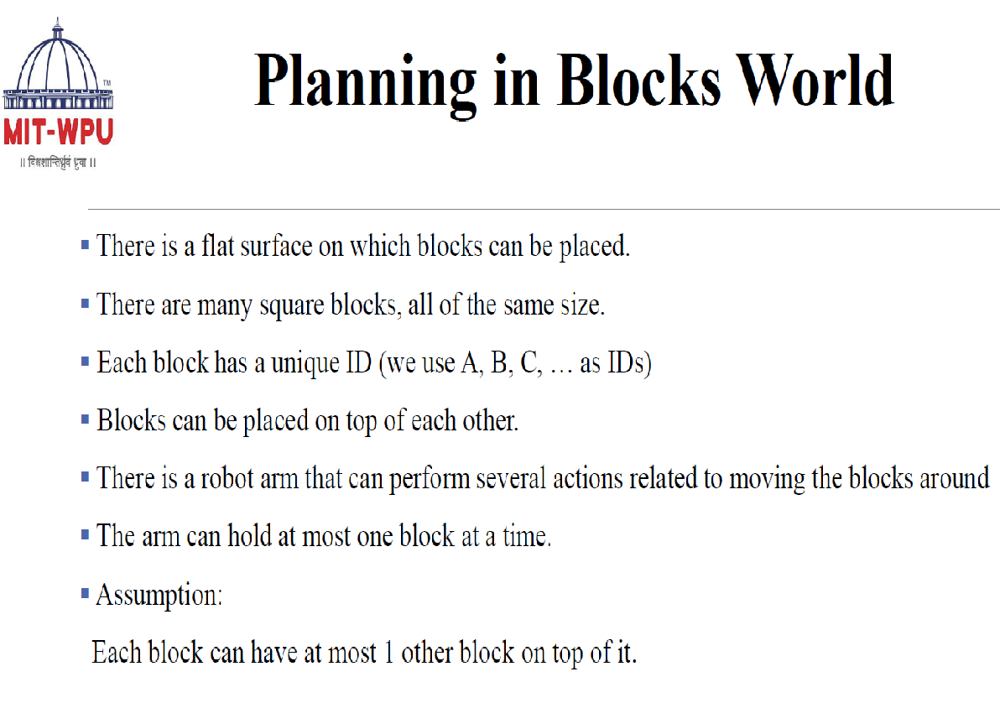 TM
MIT-WPU
॥ विश्वशान्तिर्ध्रुवं ध्रुवा ॥
Planning in Blocks World
▪ There is a flat surface on which blocks can be placed.
▪ There are many square blocks, all of the same size.
▪ Each block has a unique ID (we use A, B, C, … as IDs)
▪ Blocks can be placed on top of each other.
▪ There is a robot arm that can perform several actions related to moving the blocks around
▪ The arm can hold at most one block at a time.
▪ Assumption:
Each block can have at most 1 other block on top of it.